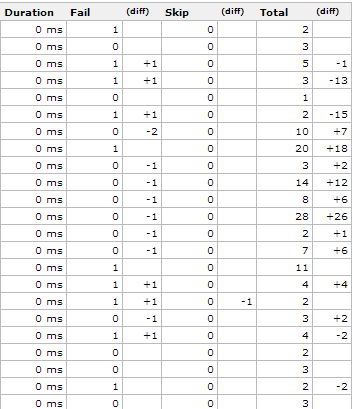 Duration Fail (diff) Skip (diff) Total (diff)
0 ms 1 0 2
0 ms 0 0 3
0 ms 1 +1 0 5 -1
0 ms 1 +1 0 3 -13
0 ms 0 0 1
0 ms 1 +1 0 2 -15
0 ms 0 -2 0 10 +7
0 ms 1 0 20 +18
0 ms 0 -1 0 3 +2
0 ms 0 -1 0 14 +12
0 ms 0 -1 0 8 +6
0 ms 0 -1 0 28 +26
0 ms 0 -1 0 2 +1
0 ms 0 -1 0 7 +6
0 ms 1 0 11
0 ms 1 +1 0 4 +4
0 ms 1 +1 0 -1 2
0 ms 0 -1 0 3 +2
0 ms 1 +1 0 4 -2
0 ms 0 0 2
0 ms 0 0 3
0 ms 1 0 2 -2
0 ms 0 0 3